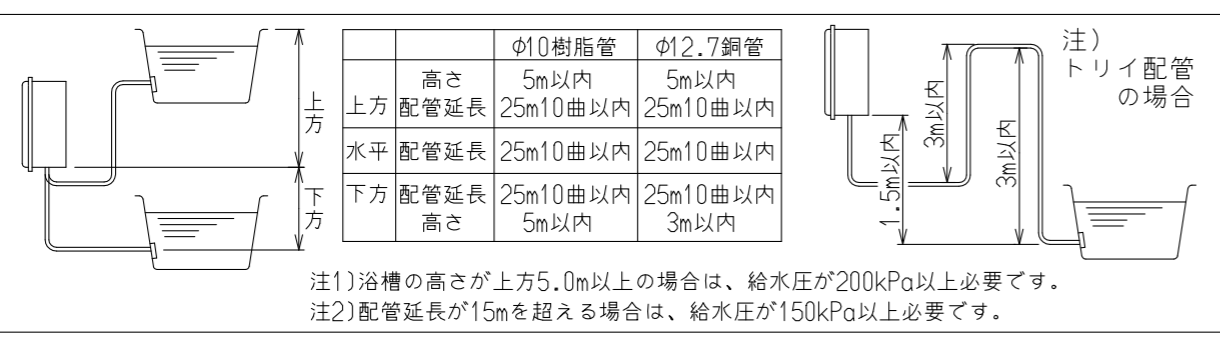 上方
下方
φ10樹脂管 φ12.7銅管
上方 高さ 5m以内 5m以内
配管延長 25m10曲以内 25m10曲以内
水平 配管延長 25m10曲以内 25m10曲以内
下方 配管延長 25m10曲以内 25m10曲以内
高さ 5m以内 3m以内
1.5m以内
3m以内
3m以内
注)
トリイ配管
の場合
注1)浴槽の高さが上方5.0m以上の場合は、給水圧が200kPa以上必要です。
注2)配管延長が15mを超える場合は、給水圧が150kPa以上必要です。